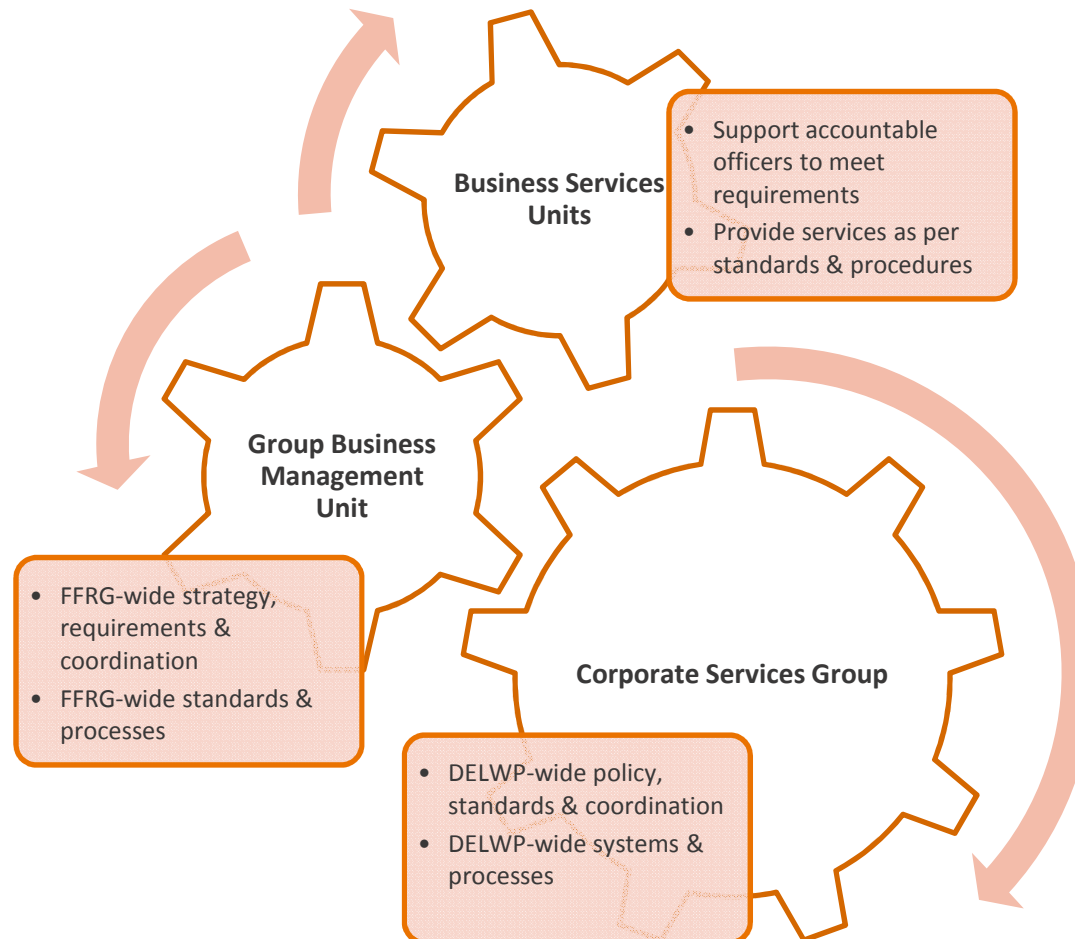 Business Services
Units
• Support accountable
officers to meet
requirements
• Provide services as per
standards & procedures
Group Business
Management
Unit
• FFRG-wide strategy,
requirements &
coordination
• FFRG-wide standards &
processes
Corporate Services Group
• DELWP-wide policy,
standards & coordination
• DELWP-wide systems &
processes